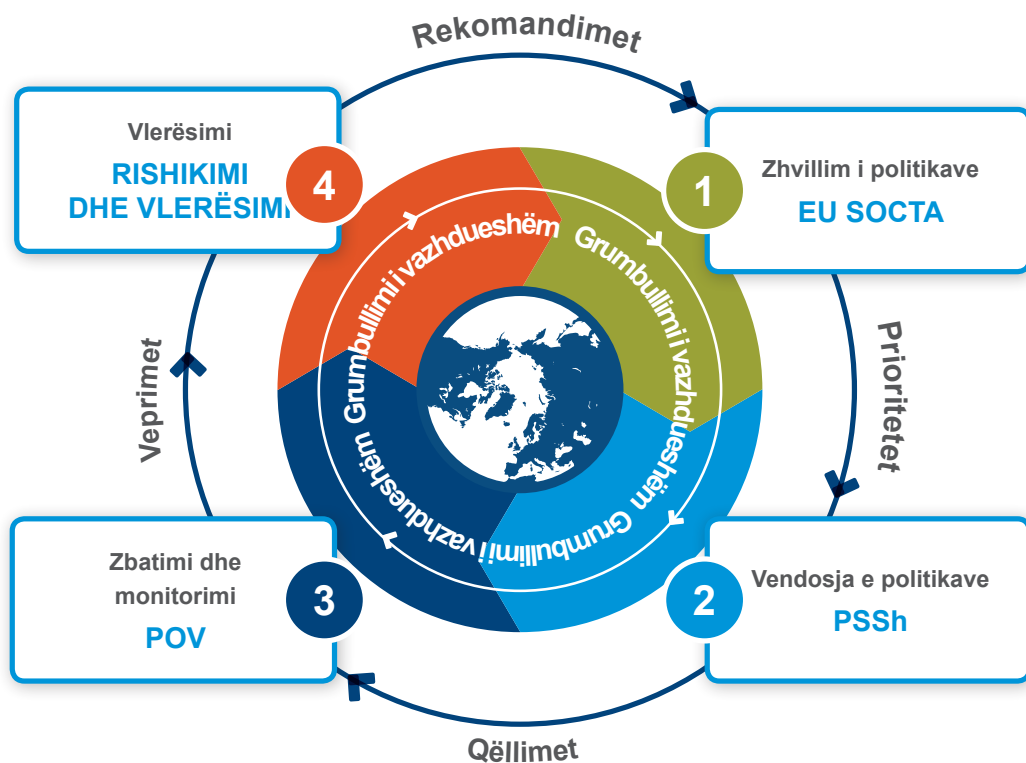 Rekomandimet
Vlerësimi
RISHIKIMI
DHE VLERËSIMI
4
1
Zhvillim i politikave
EU SOCTA
Grumbullimi i vazhdueshëm
Grumbullimi i vazhdueshëm
Grumbullimi i vazhdueshëm
Grumbullimi i vazhdueshëm
Veprimet
Prioritetet
Zbatimi dhe
monitorimi
POV
3
2
Vendosja e politikave
PSSh
Qëllimet